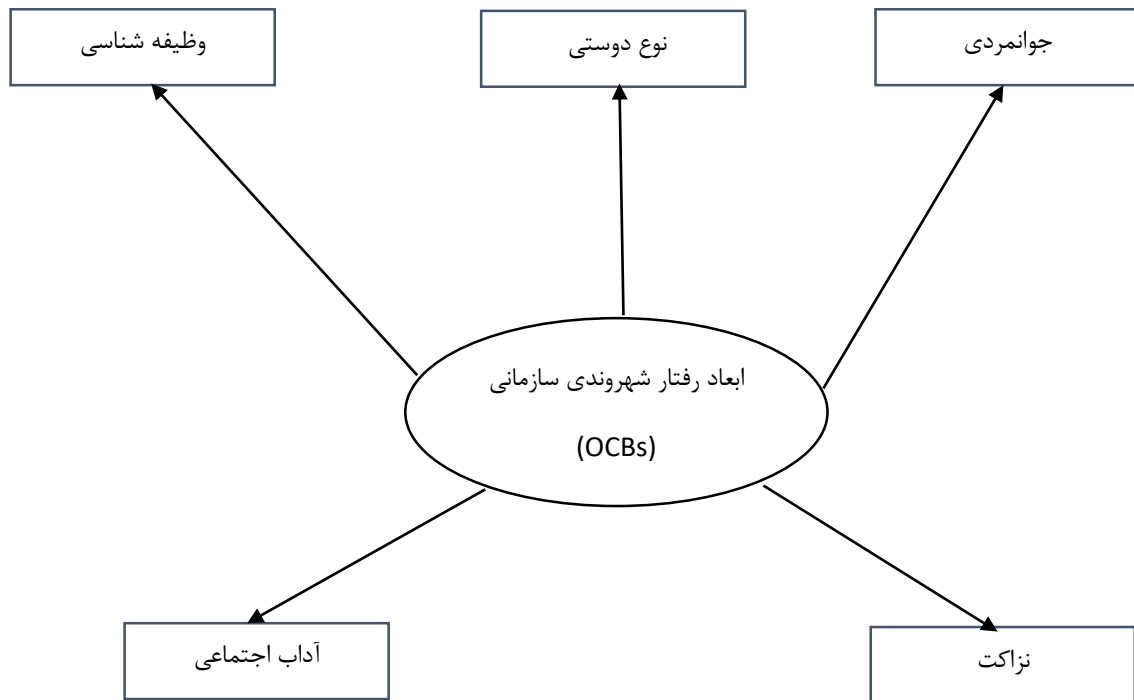 جوانمردی
نوع دوستی
وظیفه شناسی
ابعاد رفتار شهروندی سازمانی
(OCBs)
نزاکت
آداب اجتماعی